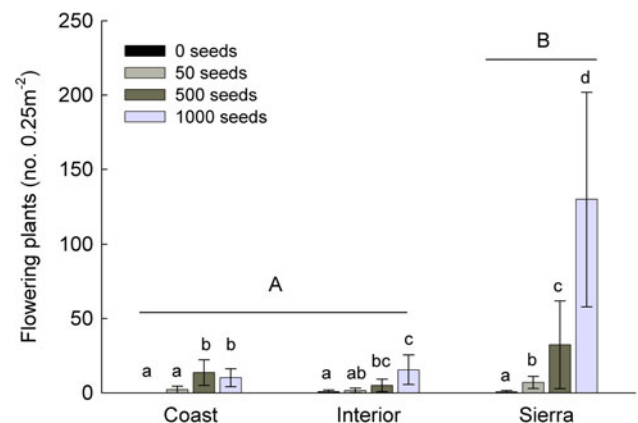 Flowering plants (no. 0.25m-2)
250
200
150
100
50
0
0 seeds
50 seeds
500 seeds
1000 seeds
A
B
a
a
b
b
a
ab
bc
c
a
b
c
d
Coast
Interior
Sierra